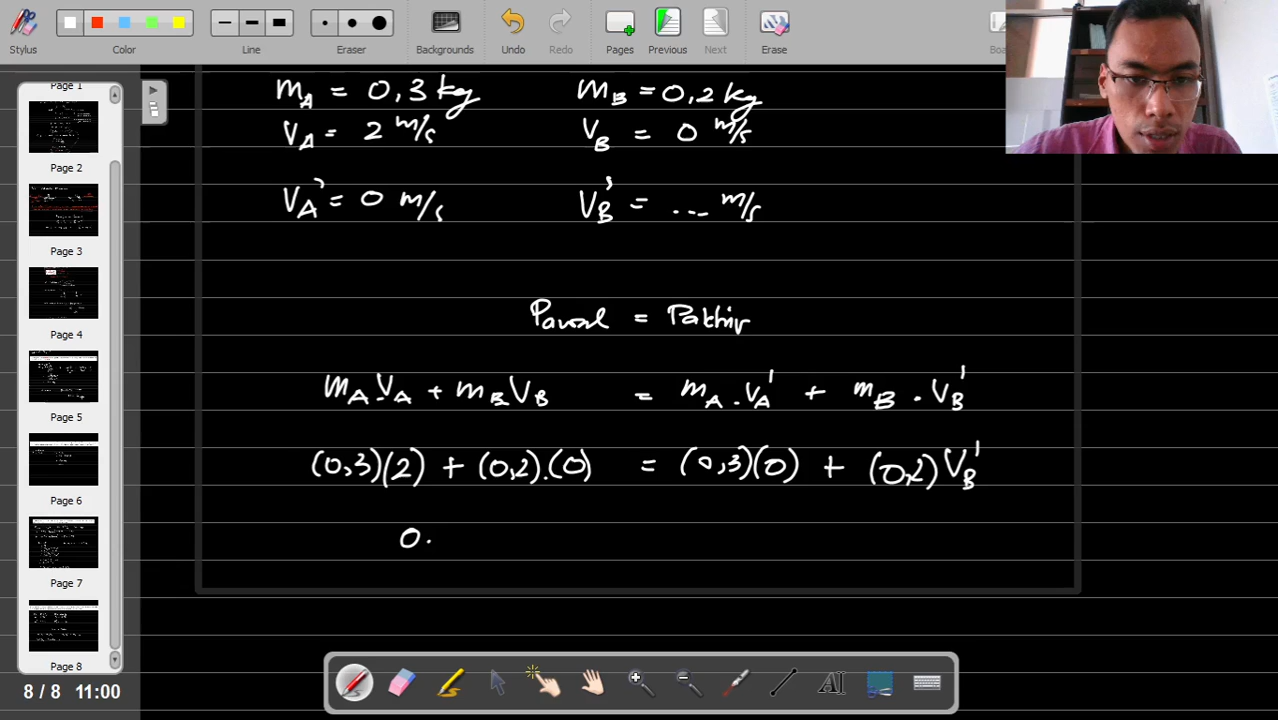 Stylus
Color
Line
Eraser
Backgrounds
Undo
Redo
Pages
Previous
Next
Erase
Page 1
Page 2
Page 3
Page 4
Page 5
Page 6
Page 7
Page 8
8 / 8 11:00
mA = 0,3 kg mB = 0,2 kg
VA = 2 m/s VB = 0 m/s
VA' = 0 m/s VB' = ... m/s
Pawal = Pakhir
mA.VA + mB.VB = mA.VA' + mB.VB'
(0,3)(2) + (0,2).(0) = (0,3)(0) + (0,2)VB'
0.
AI